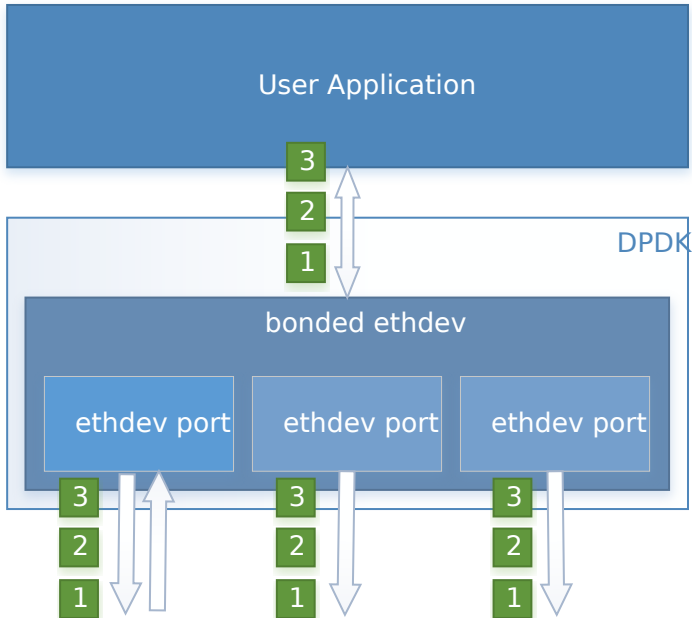 User Application
3
2
1
DPDK
bonded ethdev
ethdev port
ethdev port
ethdev port
3
3
3
2
2
2
1
1
1